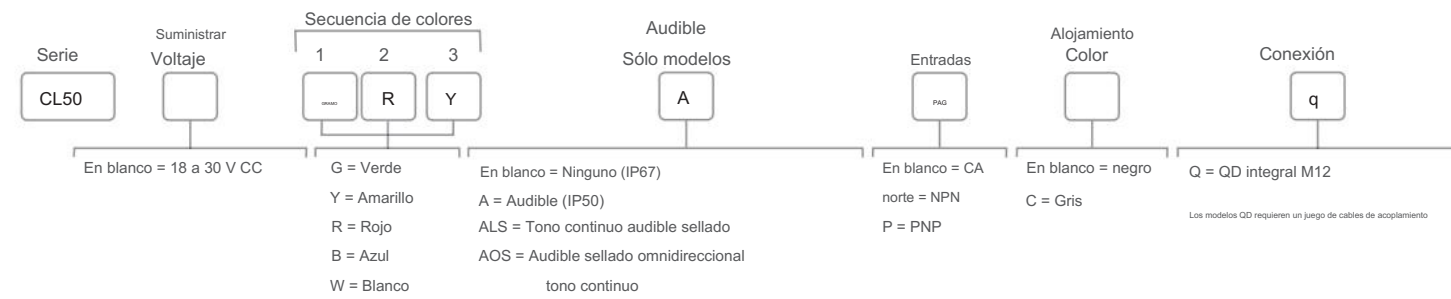 Secuencia de colores
Suministrar
Audible
Alojamiento
Serie
Voltaje
1
2
3
Sólo modelos
Entradas
Color
Conexión
CL50
GRAMO
R
Y
A
PAG
q
En blanco = 18 a 30 V CC
G = Verde
Y = Amarillo
R = Rojo
B = Azul
W = Blanco
En blanco = Ninguno (IP67)
A = Audible (IP50)
ALS = Tono continuo audible sellado
AOS = Audible sellado omnidireccional
tono continuo
En blanco = CA
norte = NPN
P = PNP
En blanco = negro
C = Gris
Q = QD integral M12
Los modelos QD requieren un juego de cables de acoplamiento